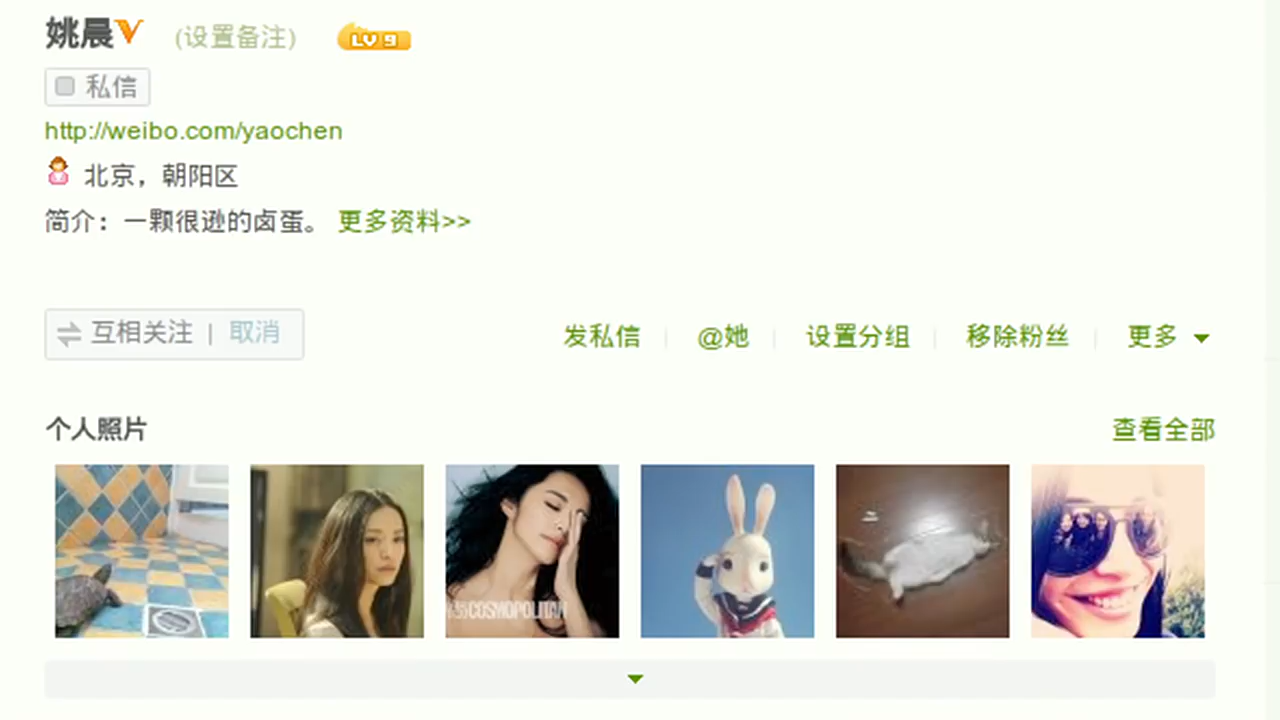 姚晨 (设置备注) LV 9
私信
http://weibo.com/yaochen
北京，朝阳区
简介：一颗很逊的卤蛋。 更多资料>>
互相关注 | 取消 发私信 @她 设置分组 移除粉丝 更多
个人照片 查看全部
COSMOPOLITAN